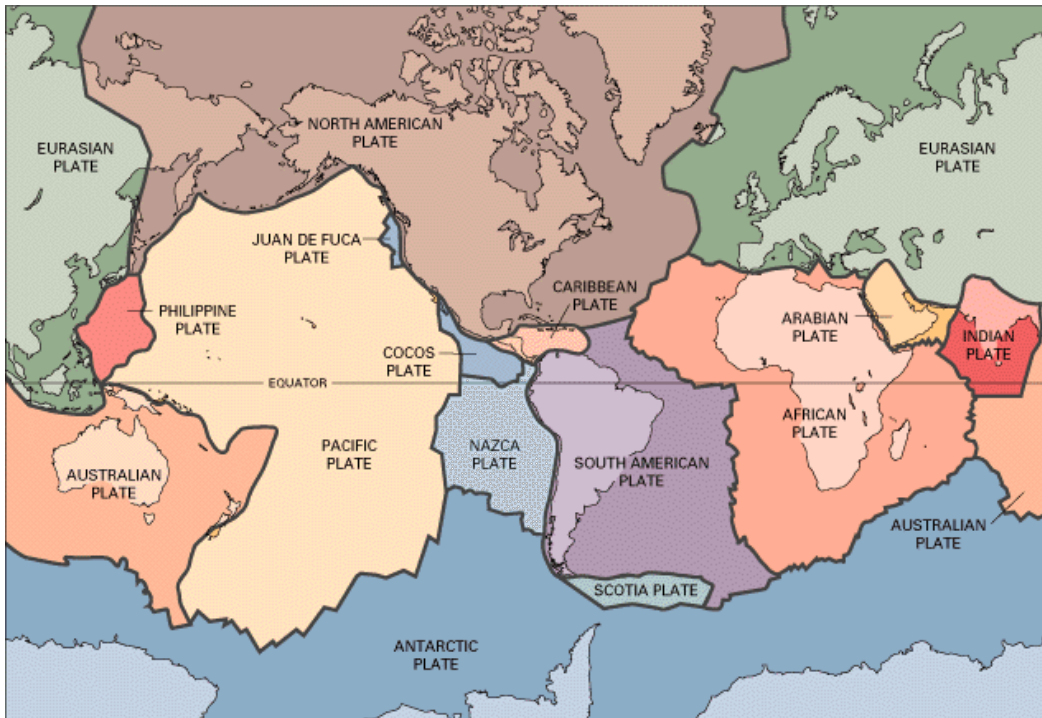 NORTH AMERICAN
PLATE
EURASIAN
PLATE
EURASIAN
PLATE
JUAN DE FUCA
PLATE
CARIBBEAN
PLATE
PHILIPPINE
PLATE
ARABIAN
PLATE
INDIAN
PLATE
COCOS
PLATE
EQUATOR
AFRICAN
PLATE
PACIFIC
PLATE
NAZCA
PLATE
SOUTH AMERICAN
PLATE
AUSTRALIAN
PLATE
AUSTRALIAN
PLATE
SCOTIA PLATE
ANTARCTIC
PLATE